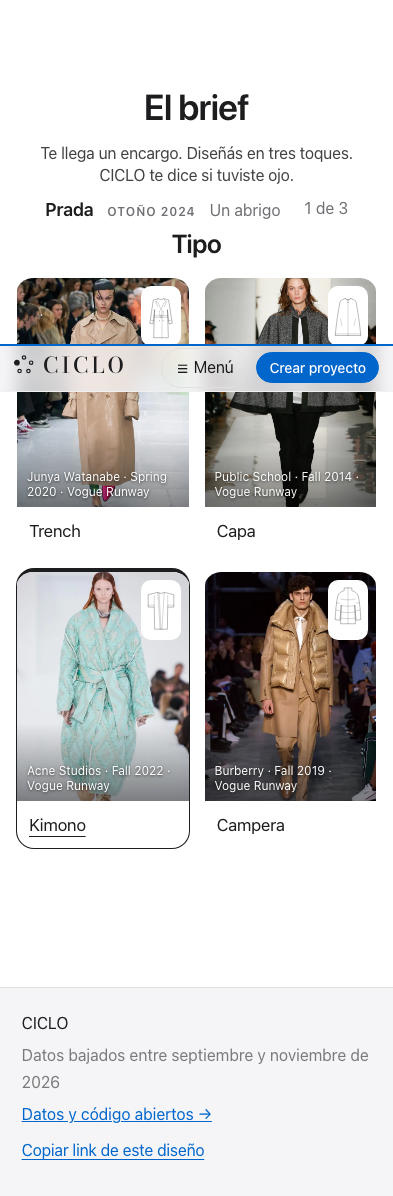 El brief
Te llega un encargo. Diseñás en tres toques.
CICLO te dice si tuviste ojo.
Prada OTOÑO 2024 Un abrigo 1 de 3
Tipo
CICLO ≡ Menú Crear proyecto
Junya Watanabe · Spring
2020 · Vogue Runway
Public School · Fall 2014 ·
Vogue Runway
Trench
Capa
Acne Studios · Fall 2022 ·
Vogue Runway
Burberry · Fall 2019 ·
Vogue Runway
Kimono
Campera
CICLO
Datos bajados entre septiembre y noviembre de
2026
Datos y código abiertos →
Copiar link de este diseño